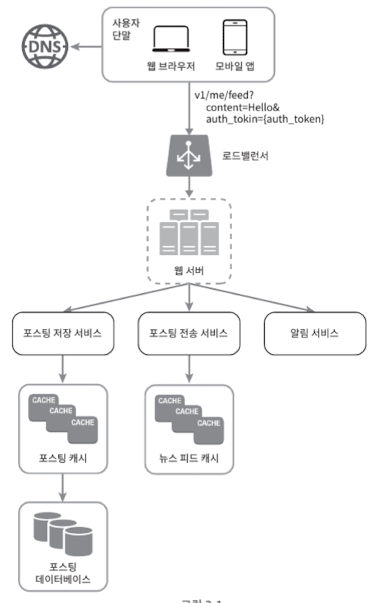 DNS
사용자
단말
웹 브라우저
모바일 앱
v1/me/feed?
content=Hello&
auth_tokin={auth_token}
로드밸런서
웹 서버
포스팅 저장 서비스
포스팅 전송 서비스
알림 서비스
CACHE
CACHE
CACHE
포스팅 캐시
CACHE
CACHE
CACHE
뉴스 피드 캐시
포스팅
데이터베이스